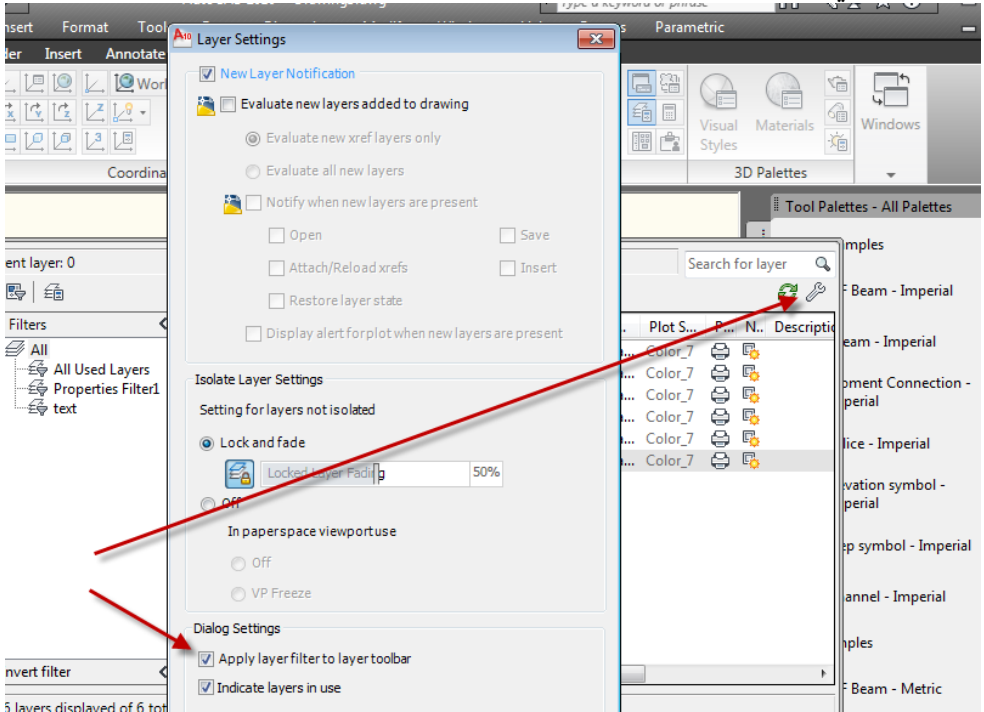 Type a keyword or phrase
Format Tool
Parametric
Insert Annotate
Layer Settings
New Layer Notification
Evaluate new layers added to drawing
Evaluate new xref layers only
Evaluate all new layers
Notify when new layers are present
Open Save
Attach/Reload xrefs Insert
Restore layer state
Display alert for plot when new layers are present
Isolate Layer Settings
Setting for layers not isolated
Lock and fade
Locked Layer Fading 50%
Off
In paperspace viewport use
Off
VP Freeze
Dialog Settings
Apply layer filter to layer toolbar
Indicate layers in use
Coordina
Visual Styles
Materials
Windows
3D Palettes
Tool Palettes - All Palettes
ent layer: 0
Search for layer
Filters
All
All Used Layers
Properties Filter1
text
nvert filter
6 layers displayed of 6 tot
Plot S... P... N.. Descriptio
Color_7
Color_7
Color_7
Color_7
Color_7
Color_7
mples
F Beam - Imperial
eam - Imperial
pment Connection -
perial
lice - Imperial
evation symbol -
perial
ep symbol - Imperial
annel - Imperial
mples
F Beam - Metric